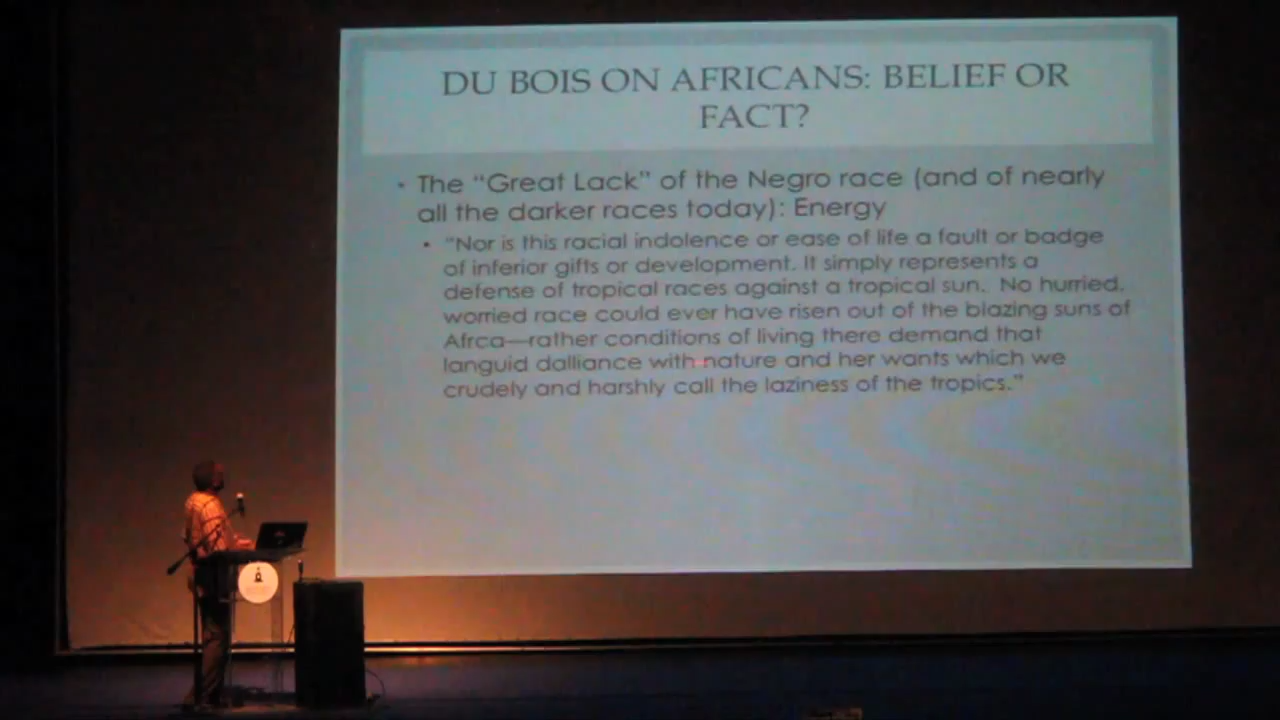 DU BOIS ON AFRICANS: BELIEF OR
FACT?
• The “Great Lack” of the Negro race (and of nearly
all the darker races today): Energy
• “Nor is this racial indolence or ease of life a fault or badge
of inferior gifts or development. It simply represents a
defense of tropical races against a tropical sun. No hurried,
worried race could ever have risen out of the blazing suns of
Afrca—rather conditions of living there demand that
languid dalliance with nature and her wants which we
crudely and harshly call the laziness of the tropics.”